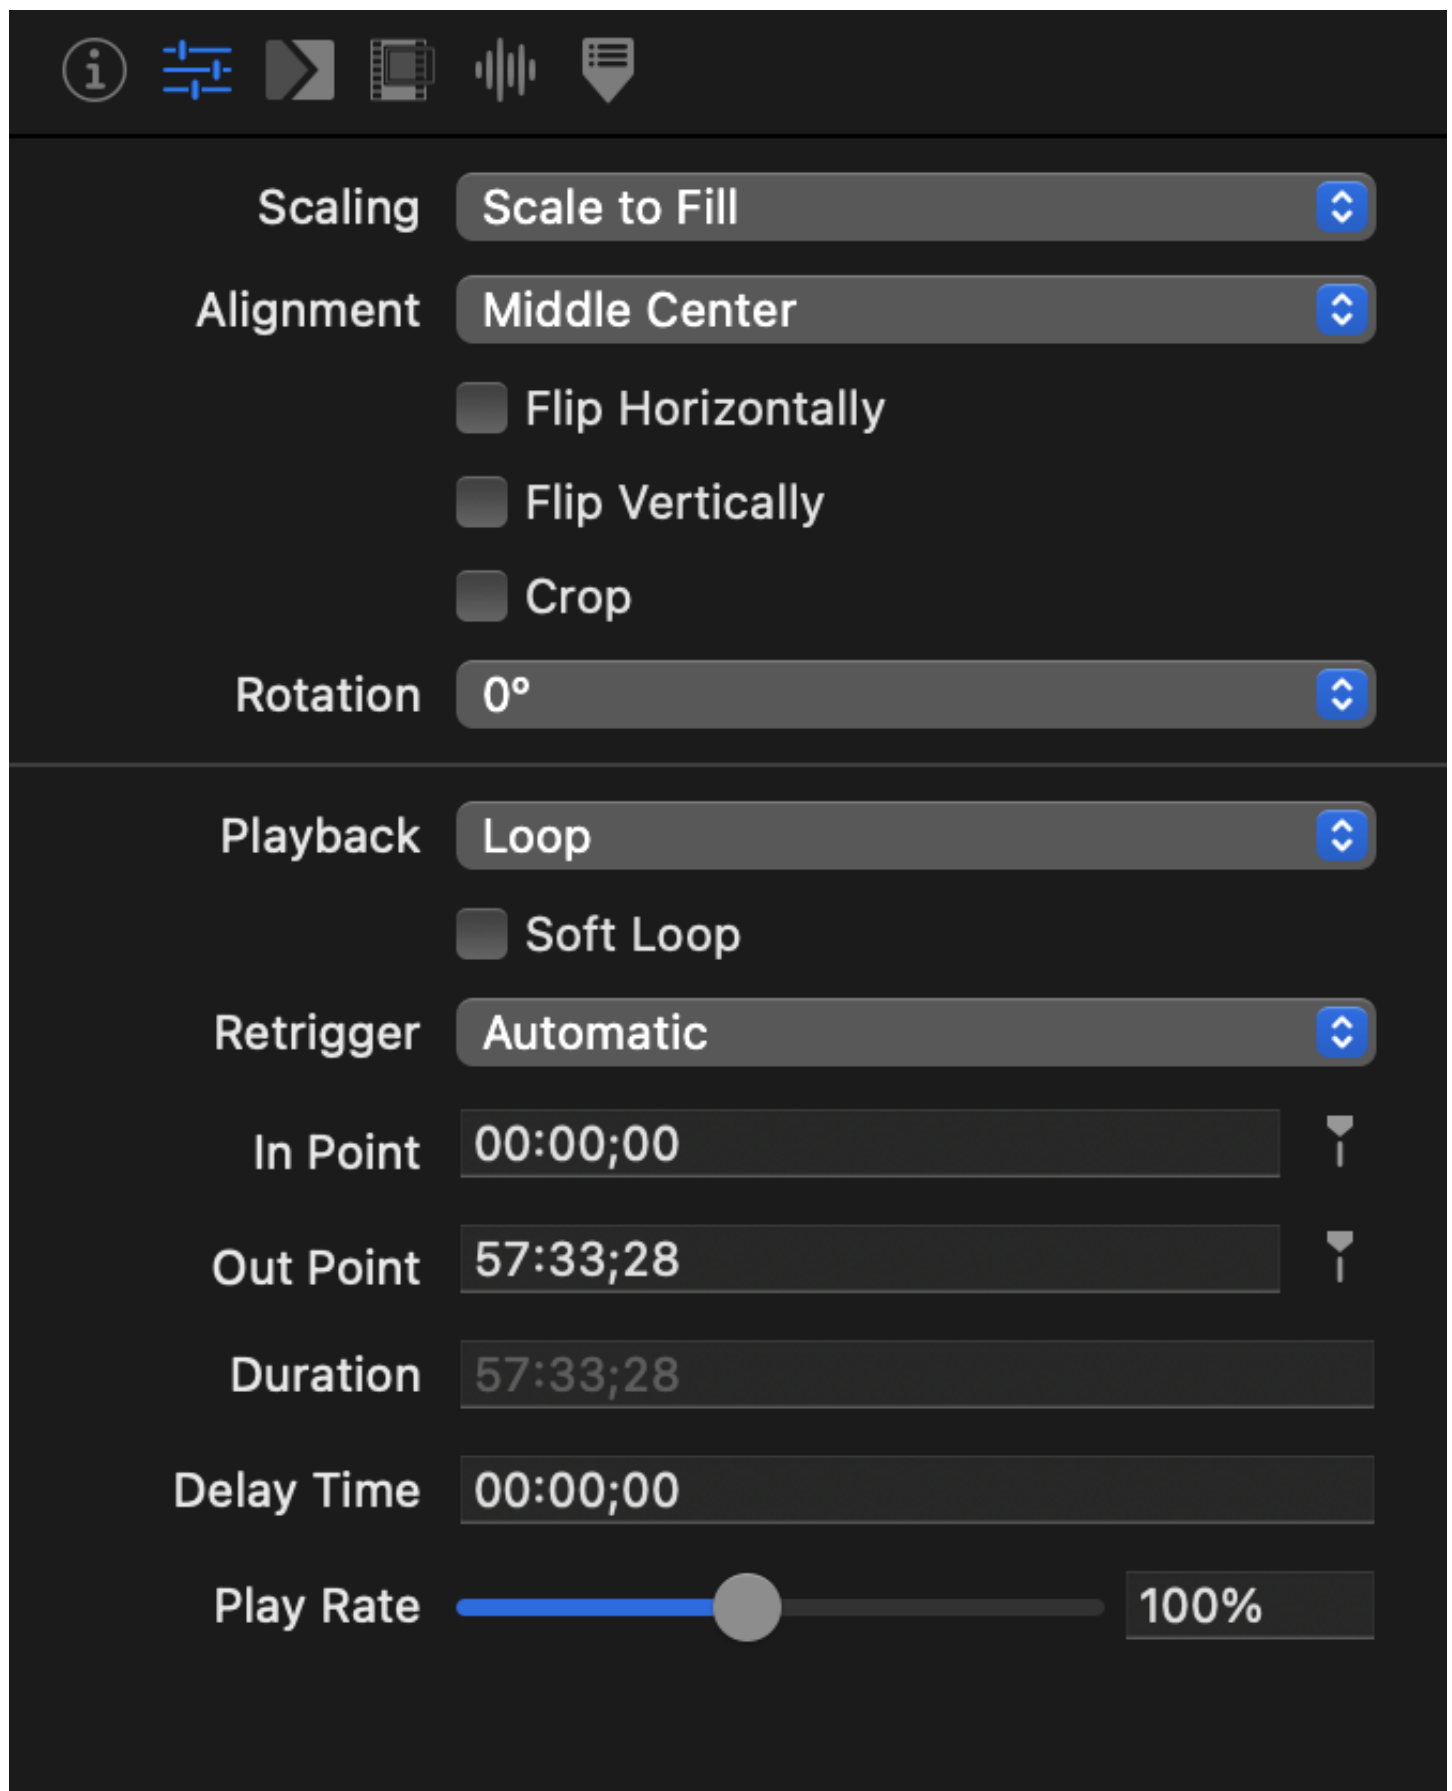 Scaling Scale to Fill
Alignment Middle Center
Flip Horizontally
Flip Vertically
Crop
Rotation 0°
Playback Loop
Soft Loop
Retrigger Automatic
In Point 00:00;00
Out Point 57:33;28
Duration 57:33;28
Delay Time 00:00;00
Play Rate 100%